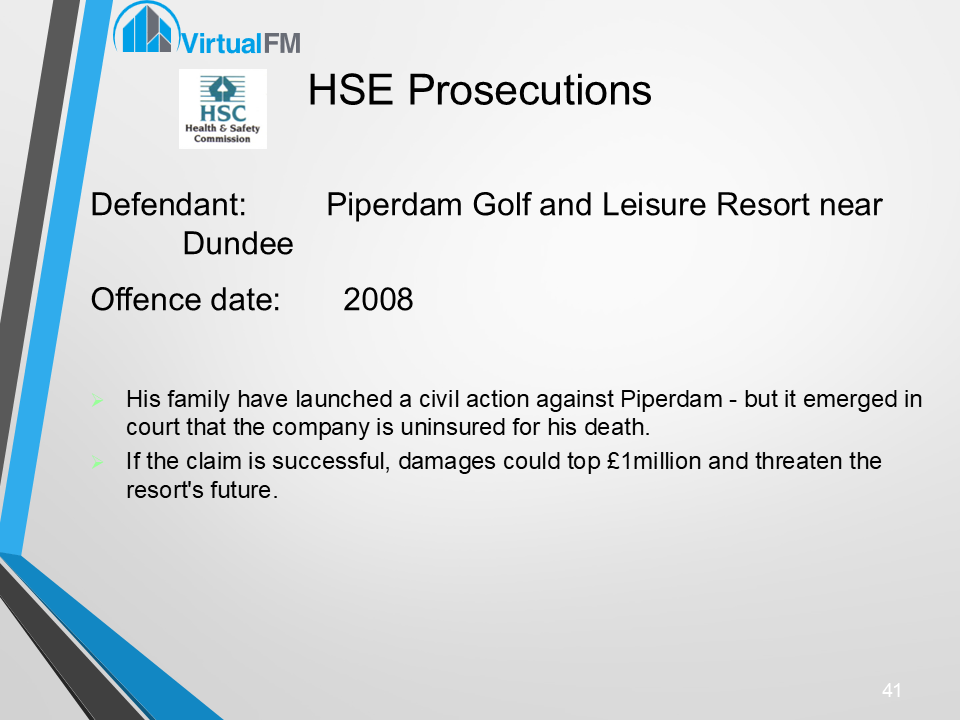 VirtualFM
HSC
Health & Safety
Commission
HSE Prosecutions
Defendant: Piperdam Golf and Leisure Resort near
Dundee
Offence date: 2008
His family have launched a civil action against Piperdam - but it emerged in
court that the company is uninsured for his death.
If the claim is successful, damages could top £1million and threaten the
resort's future.
41